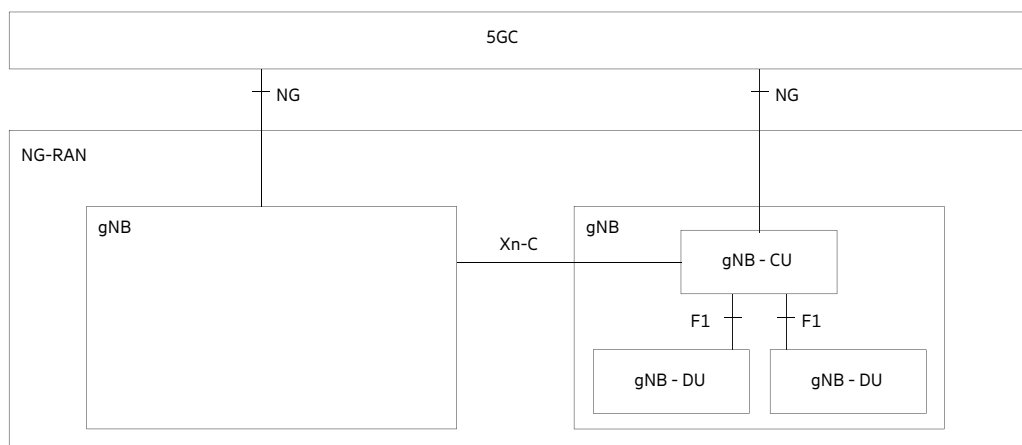 5GC
NG
NG
NG-RAN
gNB
gNB
Xn-C
gNB - CU
F1
F1
gNB - DU
gNB - DU